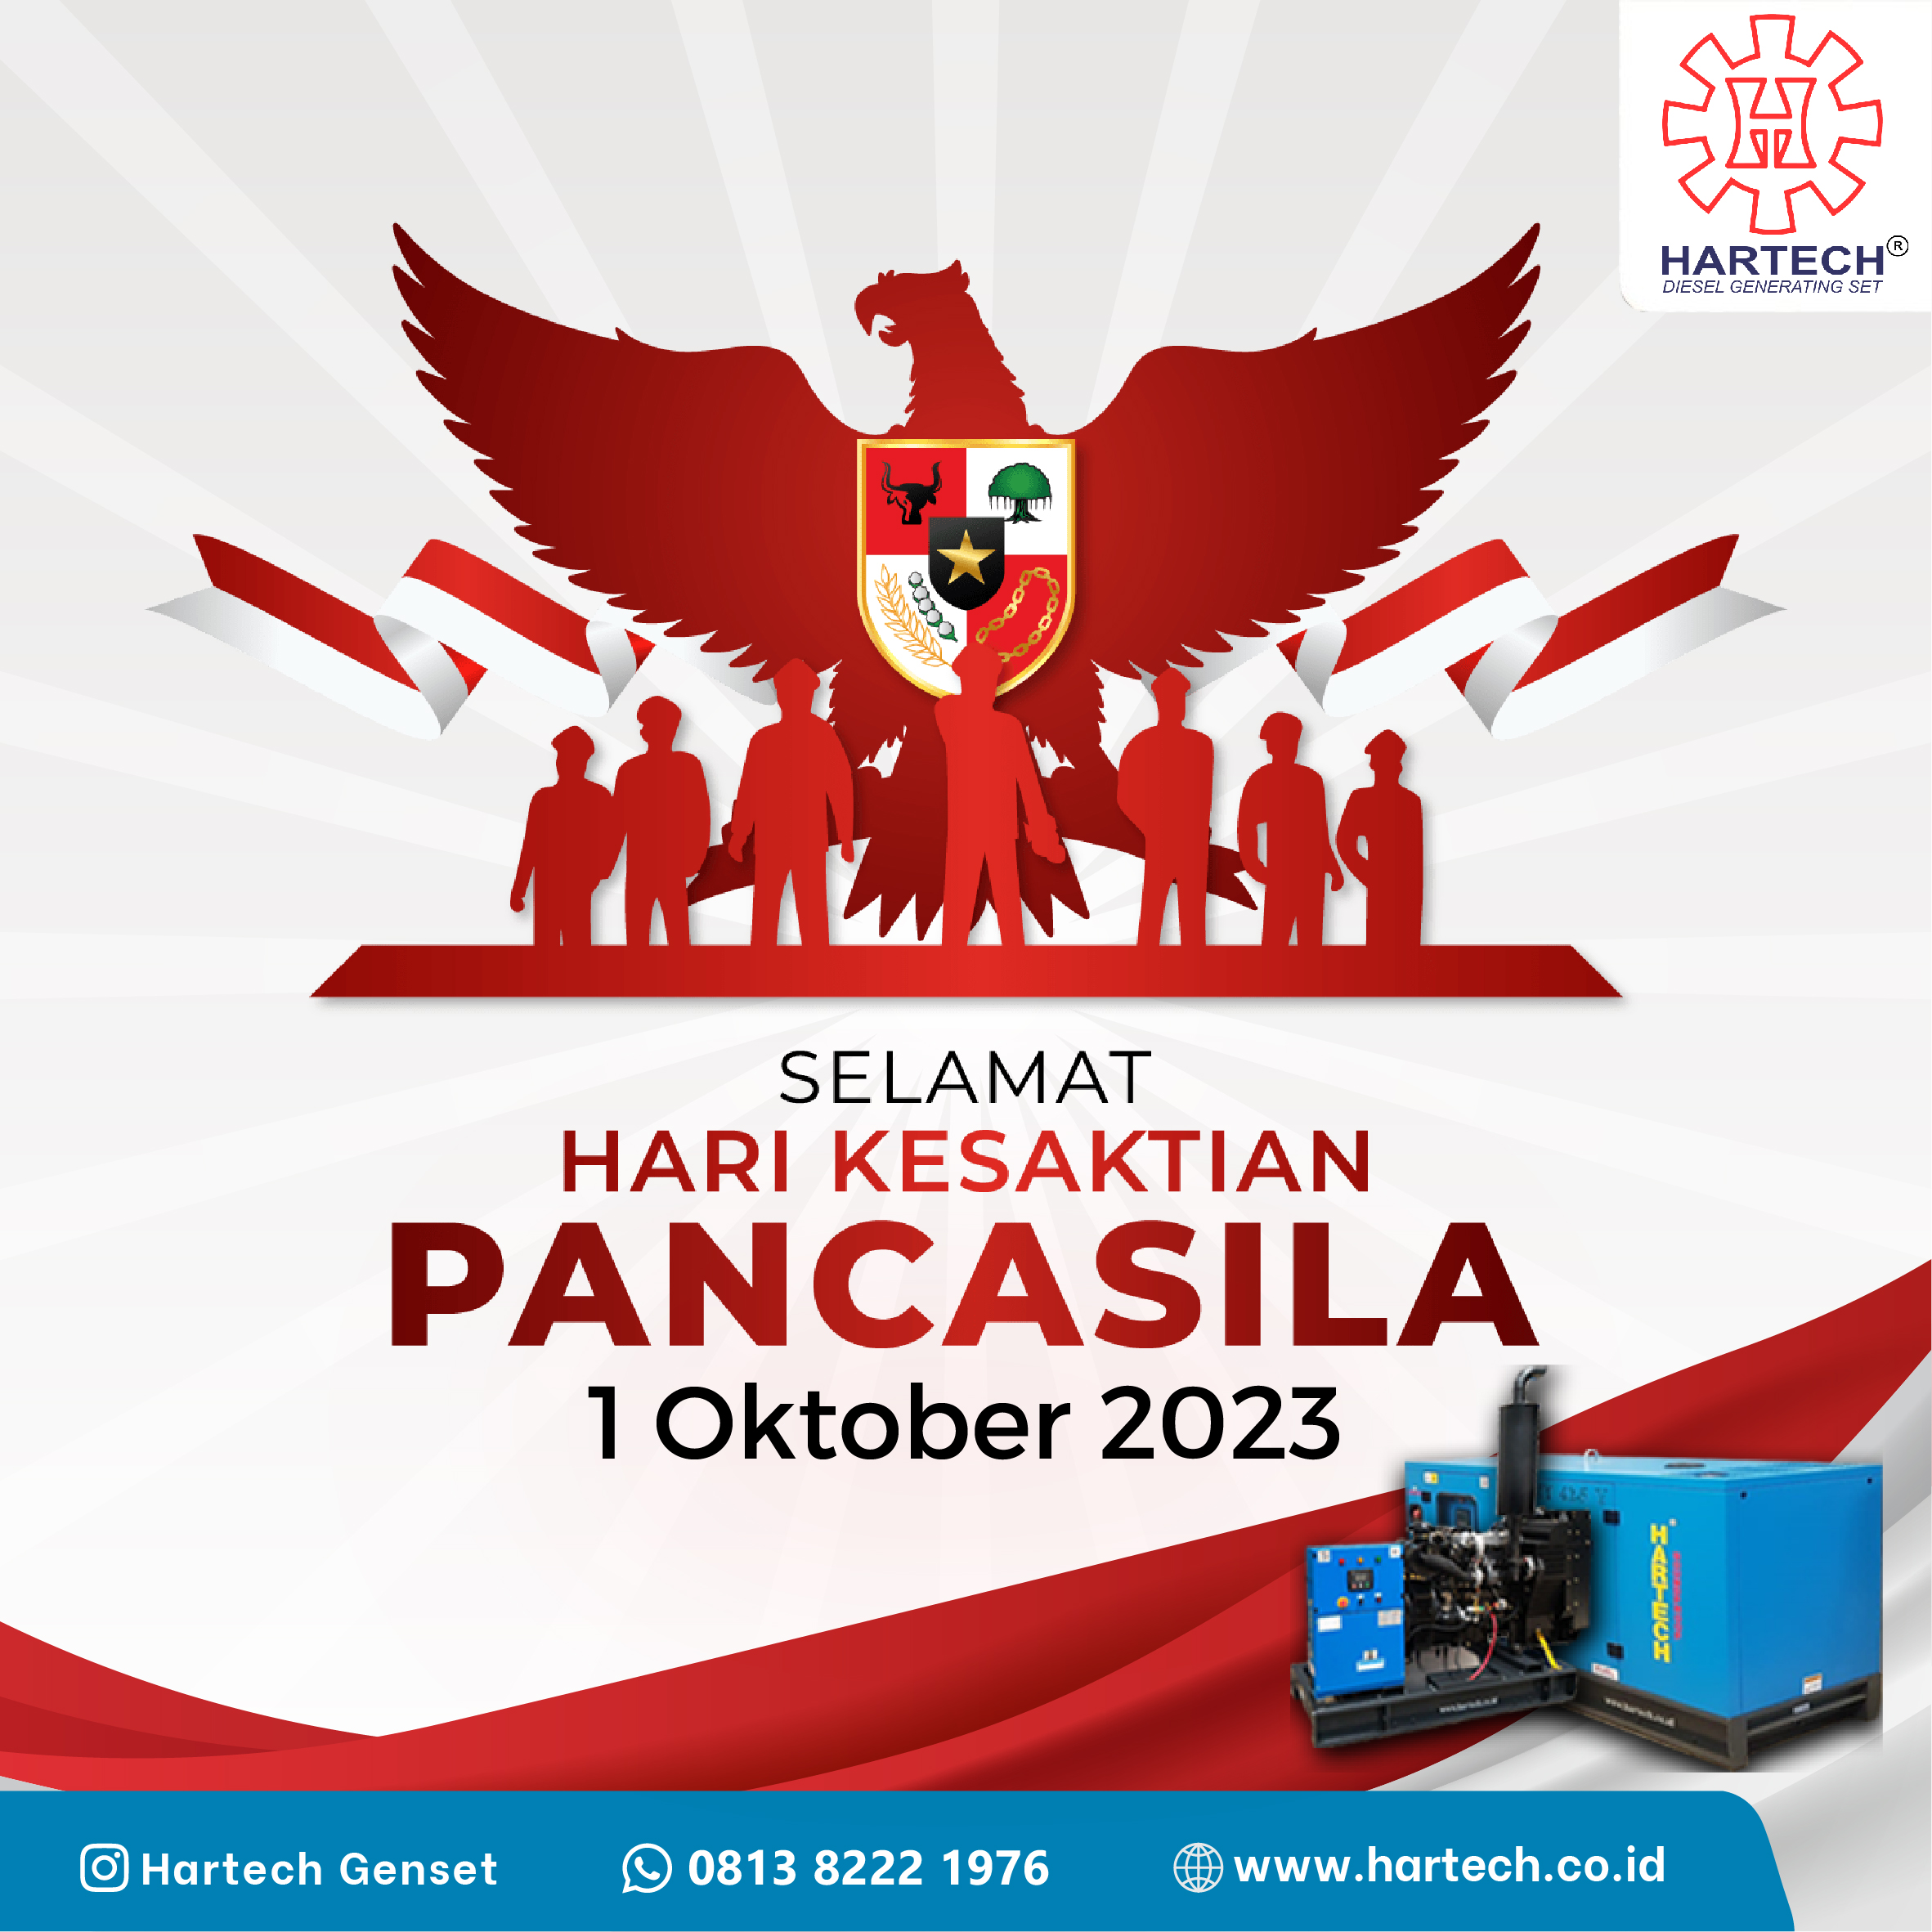 HARTECH®
DIESEL GENERATING SET
SELAMAT
HARI KESAKTIAN
PANCASILA
1 Oktober 2023
HARTECH
Hartech Genset
0813 8222 1976
www.hartech.co.id